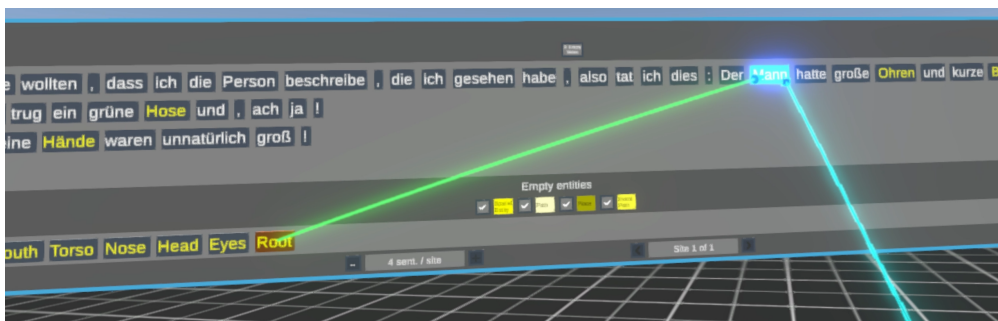 wollten , dass ich die Person beschreibe , die ich gesehen habe , also tat ich dies : Der Mann hatte große Ohren und kurze
trug ein grüne Hose und , ach ja !
Hände waren unnatürlich groß !
Empty entities
Torso Nose Head Eyes Root
4 sent. / site
Site 1 of 1